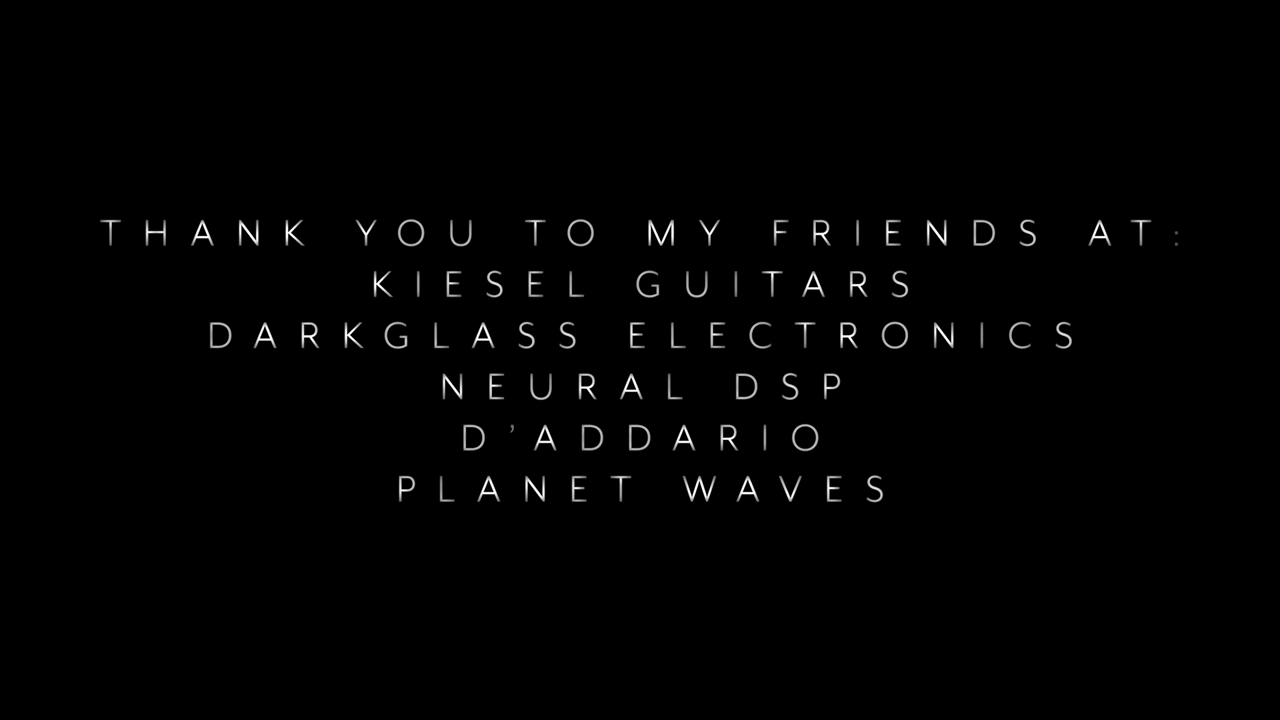 THANK YOU TO MY FRIENDS AT:
KIESEL GUITARS
DARKGLASS ELECTRONICS
NEURAL DSP
D’ADDARIO
PLANET WAVES